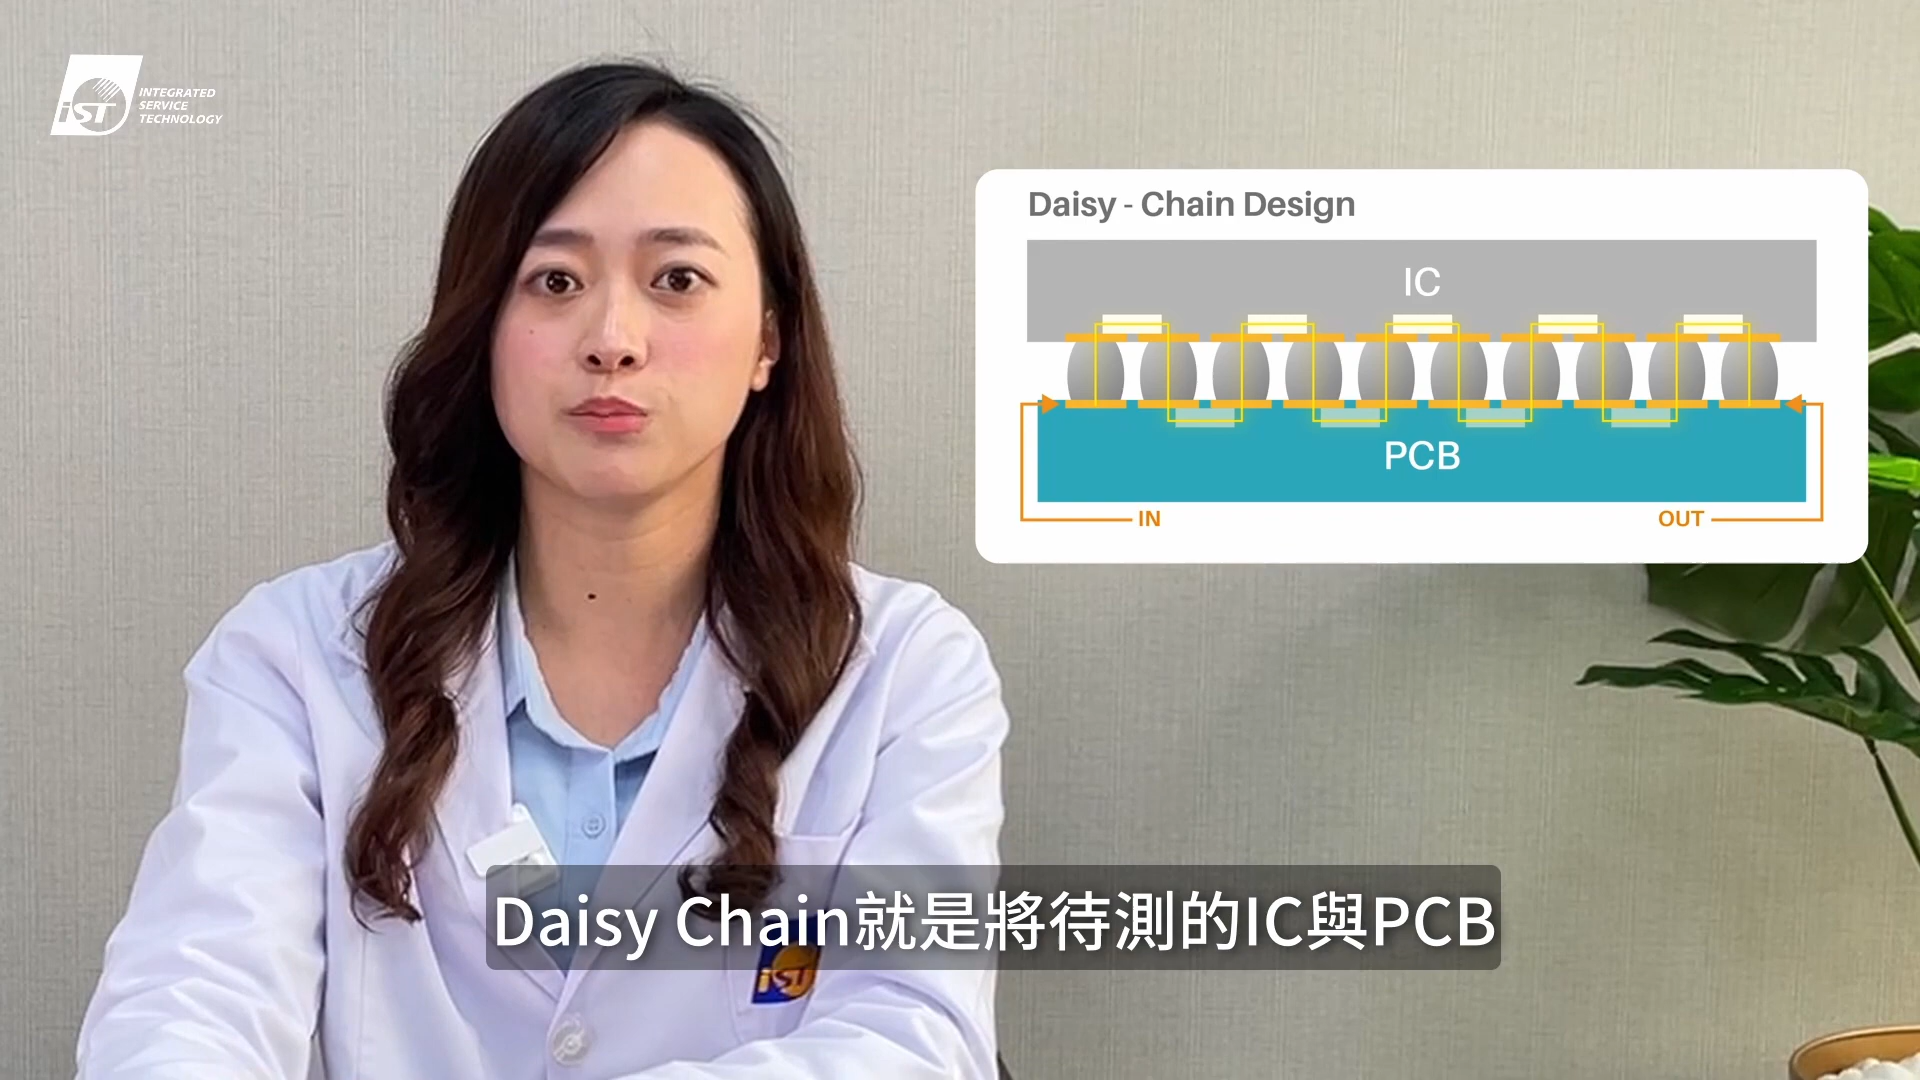 iST
INTEGRATED
SERVICE
TECHNOLOGY
Daisy - Chain Design
IC
PCB
IN
OUT
Daisy Chain就是將待測的IC與PCB
iST